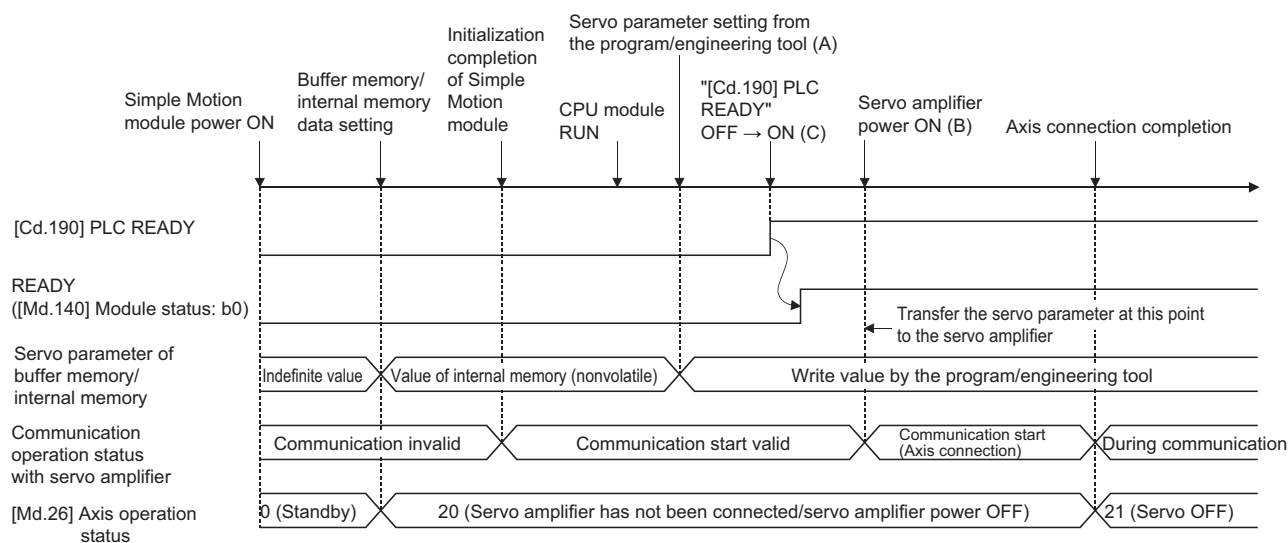 Servo parameter setting from
the program/engineering tool (A)
Initialization
completion
of Simple
Motion
module
Buffer memory/
internal memory
data setting
"[Cd.190] PLC
READY"
OFF → ON (C)
Simple Motion
module power ON
CPU module
RUN
Servo amplifier
power ON (B)
Axis connection completion
[Cd.190] PLC READY
READY
([Md.140] Module status: b0)
Transfer the servo parameter at this point
to the servo amplifier
Servo parameter of
buffer memory/
internal memory
Indefinite value
Value of internal memory (nonvolatile)
Write value by the program/engineering tool
Communication
operation status
with servo amplifier
Communication invalid
Communication start valid
Communication start
(Axis connection)
During communication
[Md.26] Axis operation
status
0 (Standby)
20 (Servo amplifier has not been connected/servo amplifier power OFF)
21 (Servo OFF)